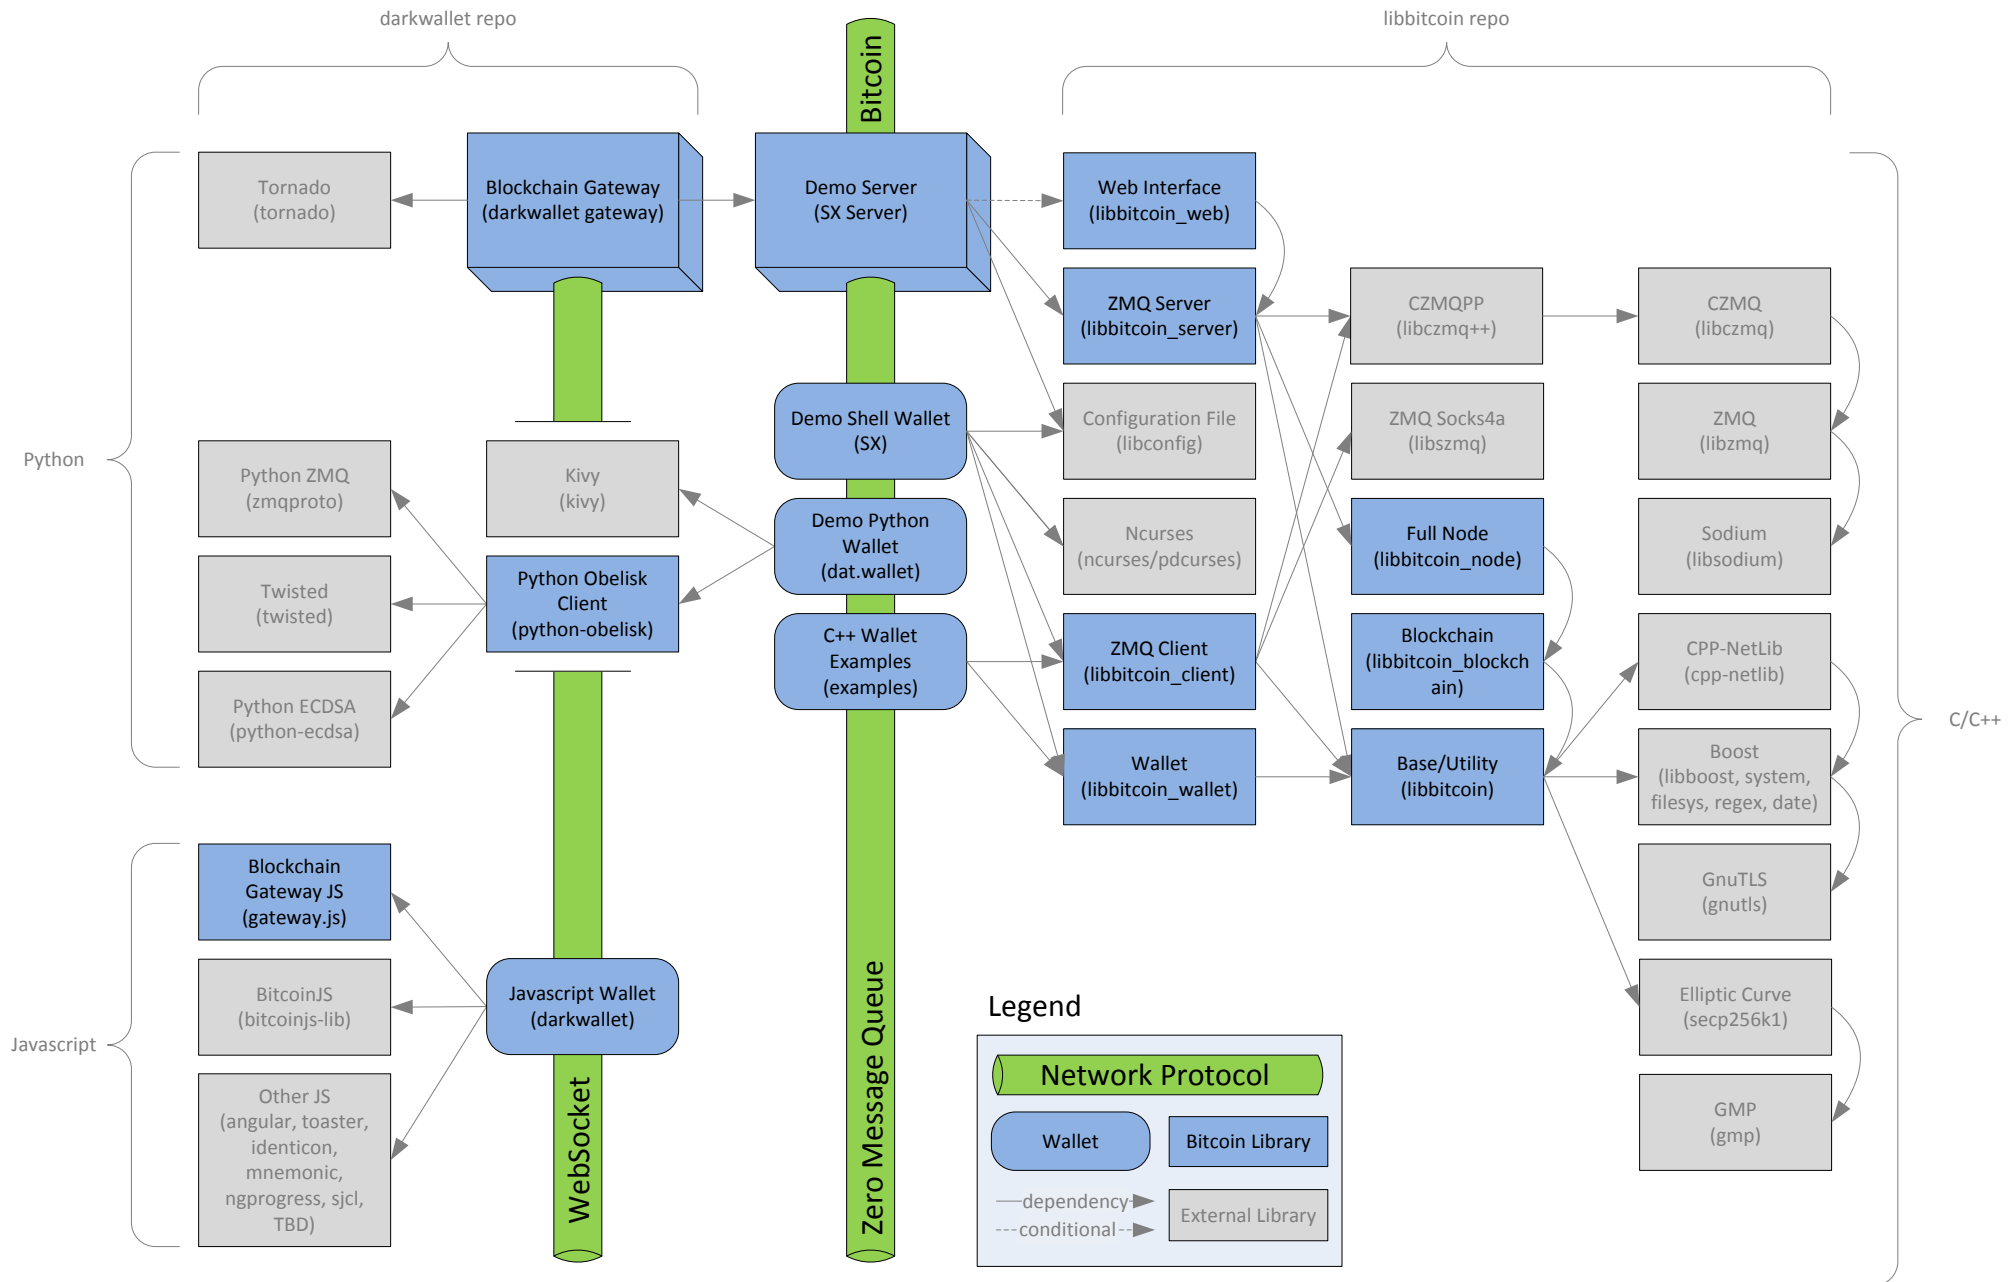 darkwallet repo
libbitcoin repo
Bitcoin
Python
Tornado
(tornado)
Blockchain Gateway
(darkwallet gateway)
Demo Server
(SX Server)
Web Interface
(libbitcoin_web)
ZMQ Server
(libbitcoin_server)
CZMQPP
(libczmq++)
CZMQ
(libczmq)
Demo Shell Wallet
(SX)
Configuration File
(libconfig)
ZMQ Socks4a
(libszmq)
ZMQ
(libzmq)
Python ZMQ
(zmqproto)
Kivy
(kivy)
Demo Python
Wallet
(dat.wallet)
Ncurses
(ncurses/pdcurses)
Full Node
(libbitcoin_node)
Sodium
(libsodium)
Twisted
(twisted)
Python Obelisk
Client
(python-obelisk)
C++ Wallet
Examples
(examples)
ZMQ Client
(libbitcoin_client)
Blockchain
(libbitcoin_blockch
ain)
CPP-NetLib
(cpp-netlib)
Python ECDSA
(python-ecdsa)
C/C++
Wallet
(libbitcoin_wallet)
Base/Utility
(libbitcoin)
Boost
(libboost, system,
filesys, regex, date)
Javascript
Blockchain
Gateway JS
(gateway.js)
GnuTLS
(gnutls)
BitcoinJS
(bitcoinjs-lib)
Javascript Wallet
(darkwallet)
Elliptic Curve
(secp256k1)
Other JS
(angular, toaster,
identicon,
mnemonic,
ngprogress, sjcl,
TBD)
WebSocket
Zero Message Queue
GMP
(gmp)
Legend
Network Protocol
Wallet
Bitcoin Library
dependency
conditional
External Library